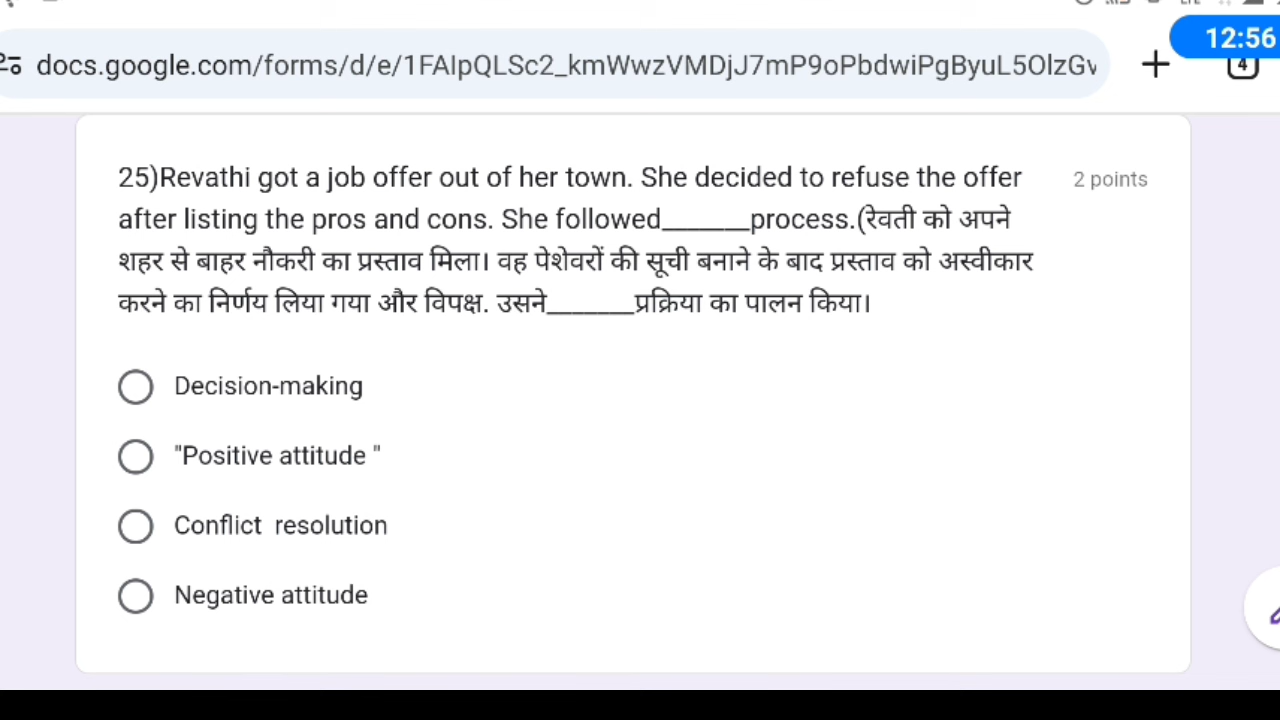 docs.google.com/forms/d/e/1FAIpQLSc2_kmWwzVMDjJ7mP9oPbdwiPgByuL5OlzGv
12:56
4
25)Revathi got a job offer out of her town. She decided to refuse the offer
2 points
after listing the pros and cons. She followed______process.(रेवती को अपने
शहर से बाहर नौकरी का प्रस्ताव मिला। वह पेशेवरों की सूची बनाने के बाद प्रस्ताव को अस्वीकार
करने का निर्णय लिया गया और विपक्ष. उसने______प्रक्रिया का पालन किया।
Decision-making
"Positive attitude "
Conflict resolution
Negative attitude